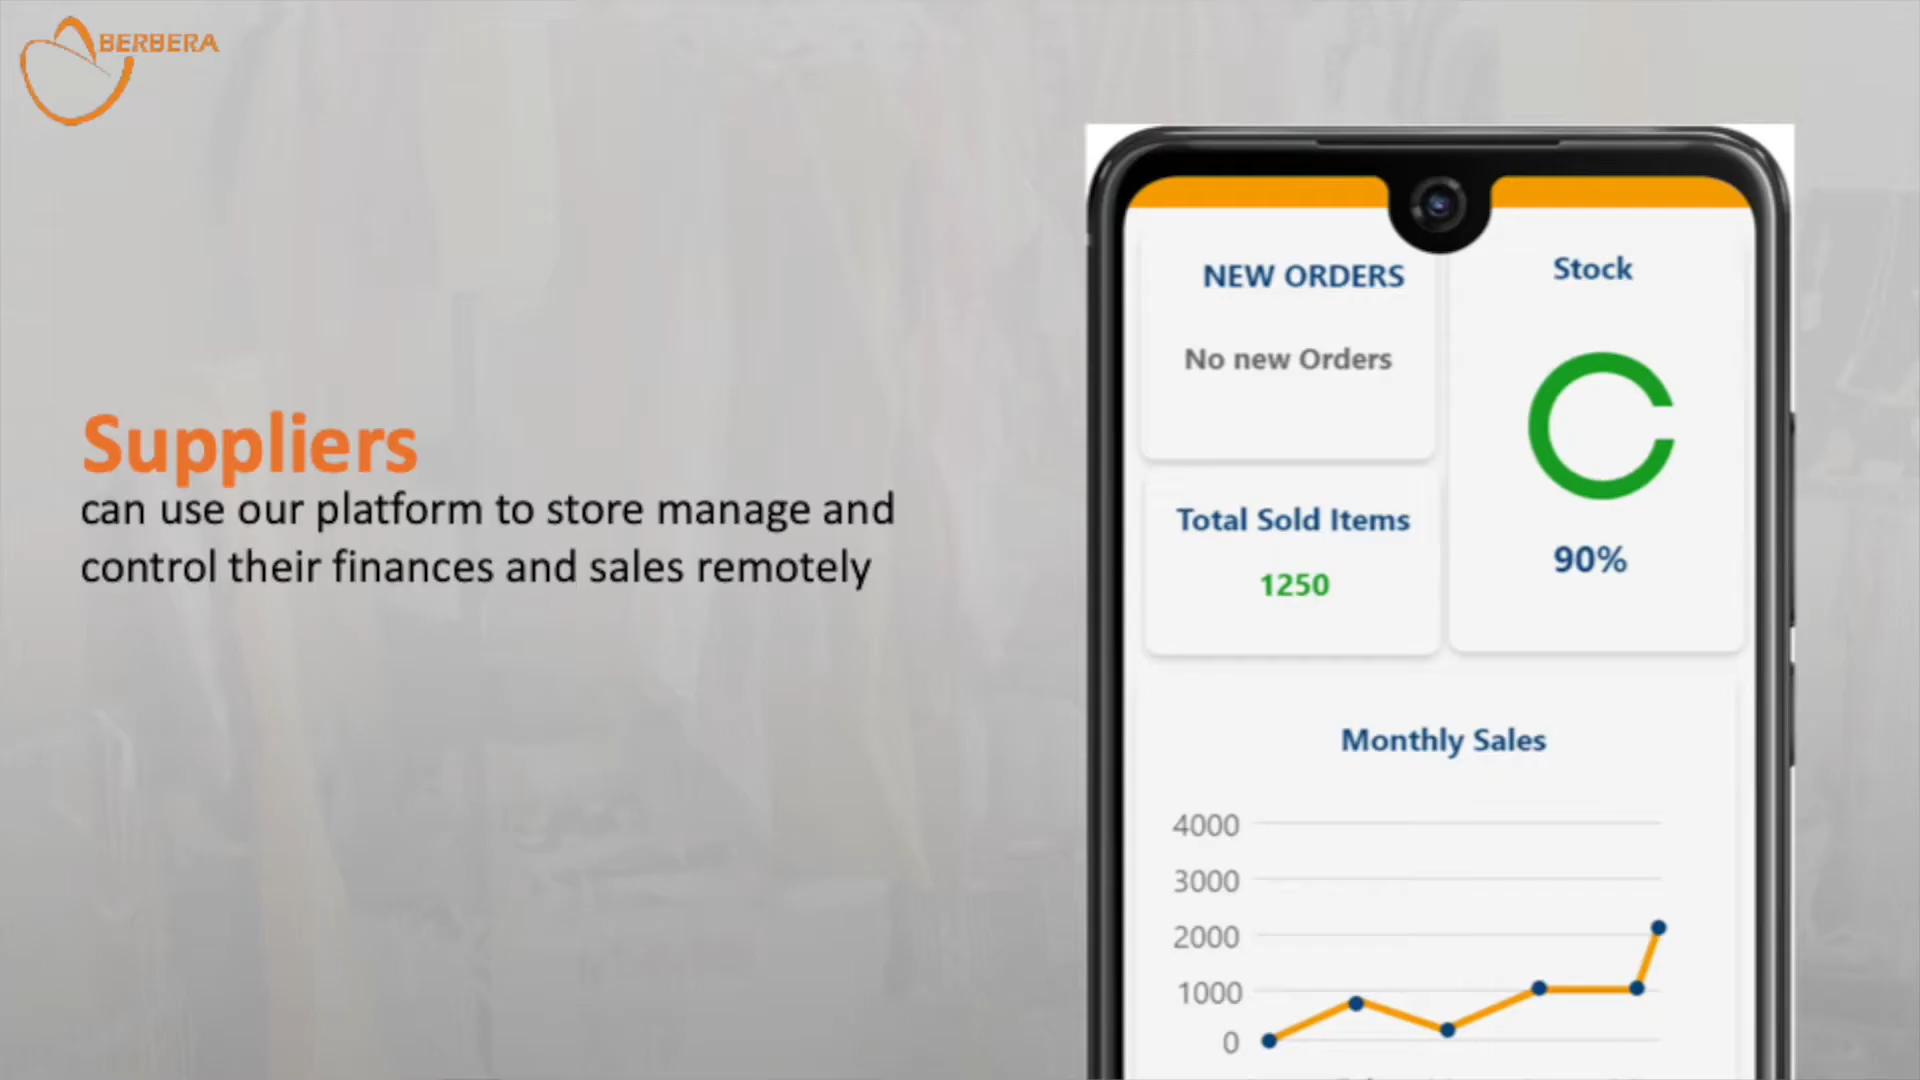 BERBERA
Suppliers
can use our platform to store manage and
control their finances and sales remotely
NEW ORDERS
No new Orders
Stock
90%
Total Sold Items
1250
Monthly Sales
4000
3000
2000
1000
0